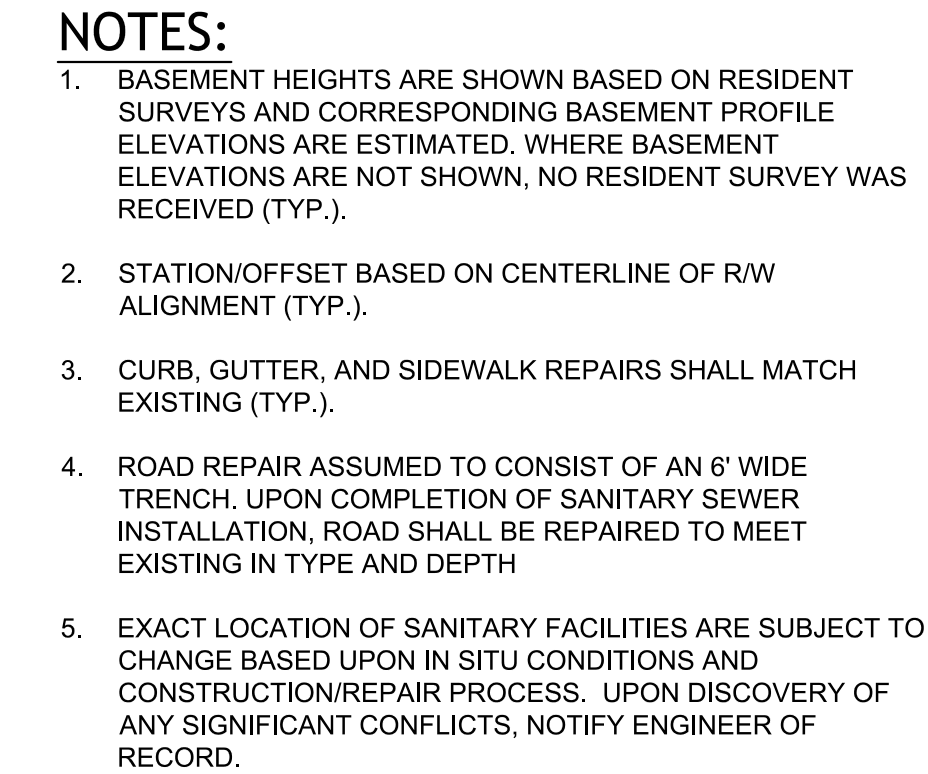 NOTES:
1. BASEMENT HEIGHTS ARE SHOWN BASED ON RESIDENT
SURVEYS AND CORRESPONDING BASEMENT PROFILE
ELEVATIONS ARE ESTIMATED. WHERE BASEMENT
ELEVATIONS ARE NOT SHOWN, NO RESIDENT SURVEY WAS
RECEIVED (TYP.).
2. STATION/OFFSET BASED ON CENTERLINE OF R/W
ALIGNMENT (TYP.).
3. CURB, GUTTER, AND SIDEWALK REPAIRS SHALL MATCH
EXISTING (TYP.).
4. ROAD REPAIR ASSUMED TO CONSIST OF AN 6' WIDE
TRENCH. UPON COMPLETION OF SANITARY SEWER
INSTALLATION, ROAD SHALL BE REPAIRED TO MEET
EXISTING IN TYPE AND DEPTH
5. EXACT LOCATION OF SANITARY FACILITIES ARE SUBJECT TO
CHANGE BASED UPON IN SITU CONDITIONS AND
CONSTRUCTION/REPAIR PROCESS. UPON DISCOVERY OF
ANY SIGNIFICANT CONFLICTS, NOTIFY ENGINEER OF
RECORD.